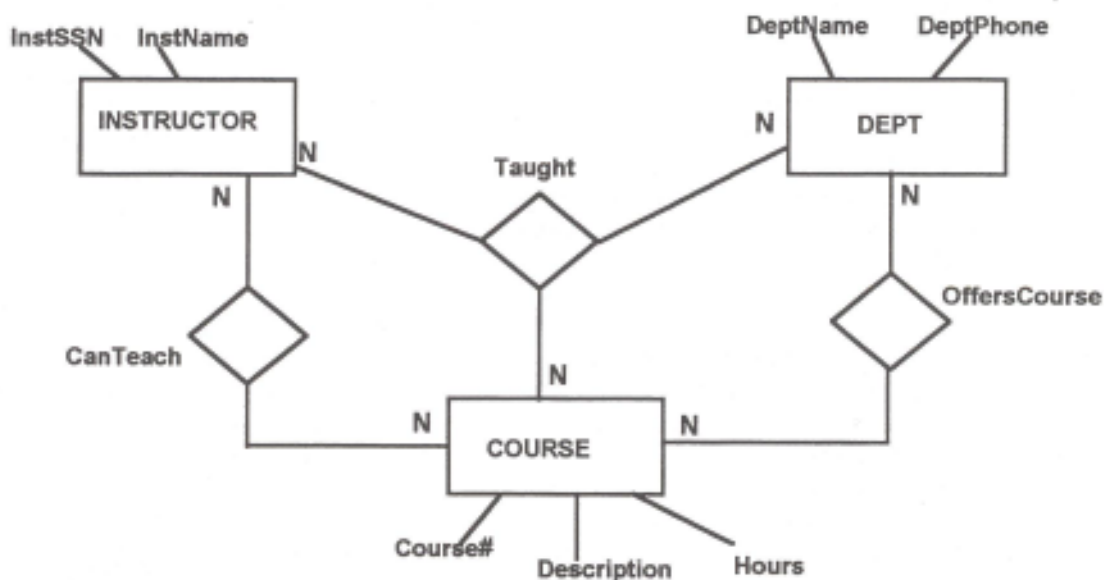 InstSSN InstName
DeptName DeptPhone
INSTRUCTOR
DEPT
N
N
N
N
Taught
OffersCourse
CanTeach
N
N
N
COURSE
Course#
Description
Hours